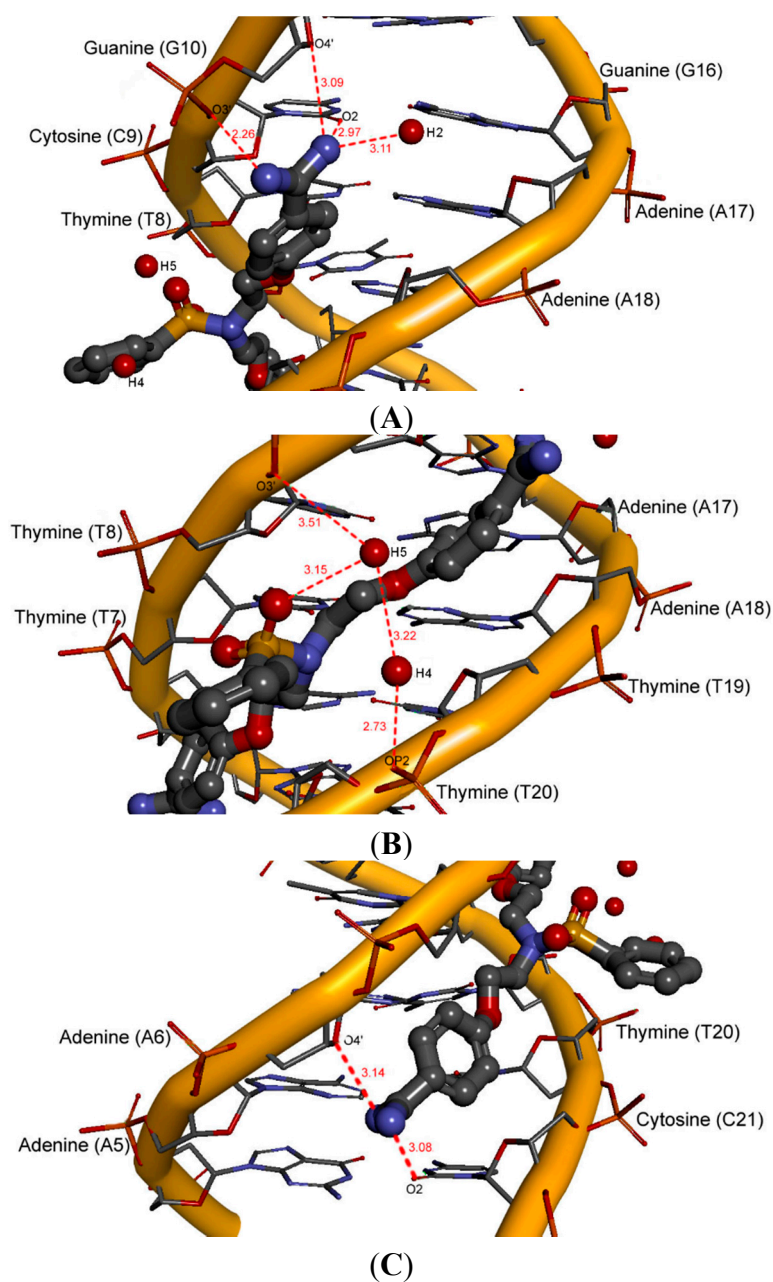 O4'
Guanine (G10)
Guanine (G16)
3.09
O3'
O2
Cytosine (C9)
2.26
2.97
H2
3.11
Thymine (T8)
Adenine (A17)
H5
Adenine (A18)
H4
(A)
O3'
Adenine (A17)
Thymine (T8)
3.51
H5
3.15
Thymine (T7)
Adenine (A18)
3.22
H4
Thymine (T19)
2.73
OP2
Thymine (T20)
(B)
Adenine (A6)
O4'
Thymine (T20)
3.14
Adenine (A5)
Cytosine (C21)
3.08
O2
(C)